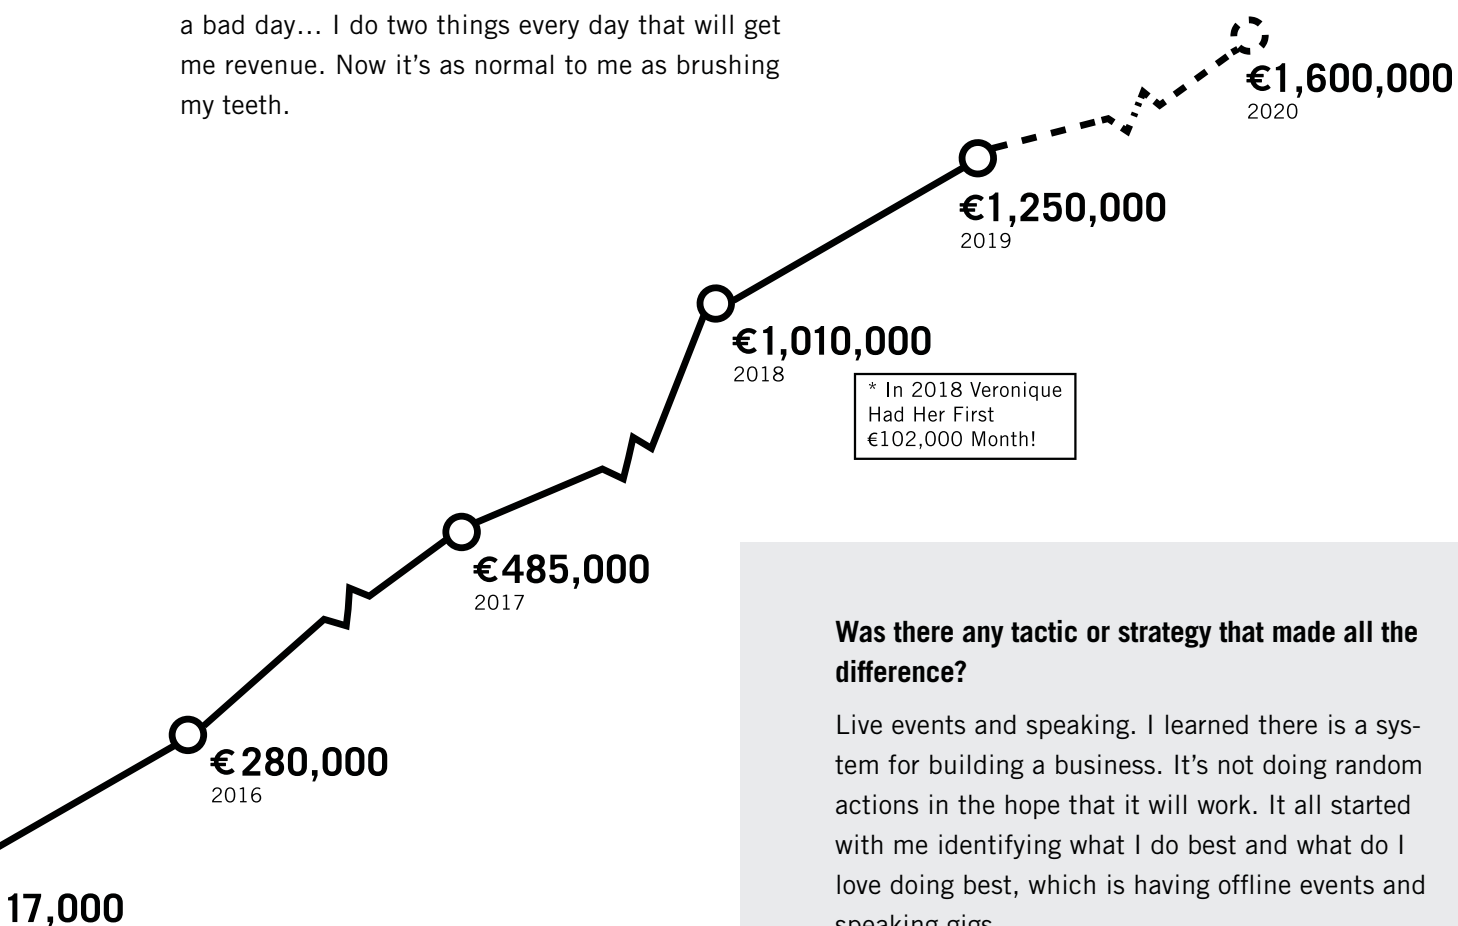 a bad day... I do two things every day that will get
me revenue. Now it's as normal to me as brushing
my teeth.
€1,600,000
2020
€1,250,000
2019
€1,010,000
2018
* In 2018 Veronique
Had Her First
€102,000 Month!
€485,000
2017
€280,000
2016
17,000
Was there any tactic or strategy that made all the
difference?
Live events and speaking. I learned there is a sys-
tem for building a business. It's not doing random
actions in the hope that it will work. It all started
with me identifying what I do best and what do I
love doing best, which is having offline events and
speaking gigs